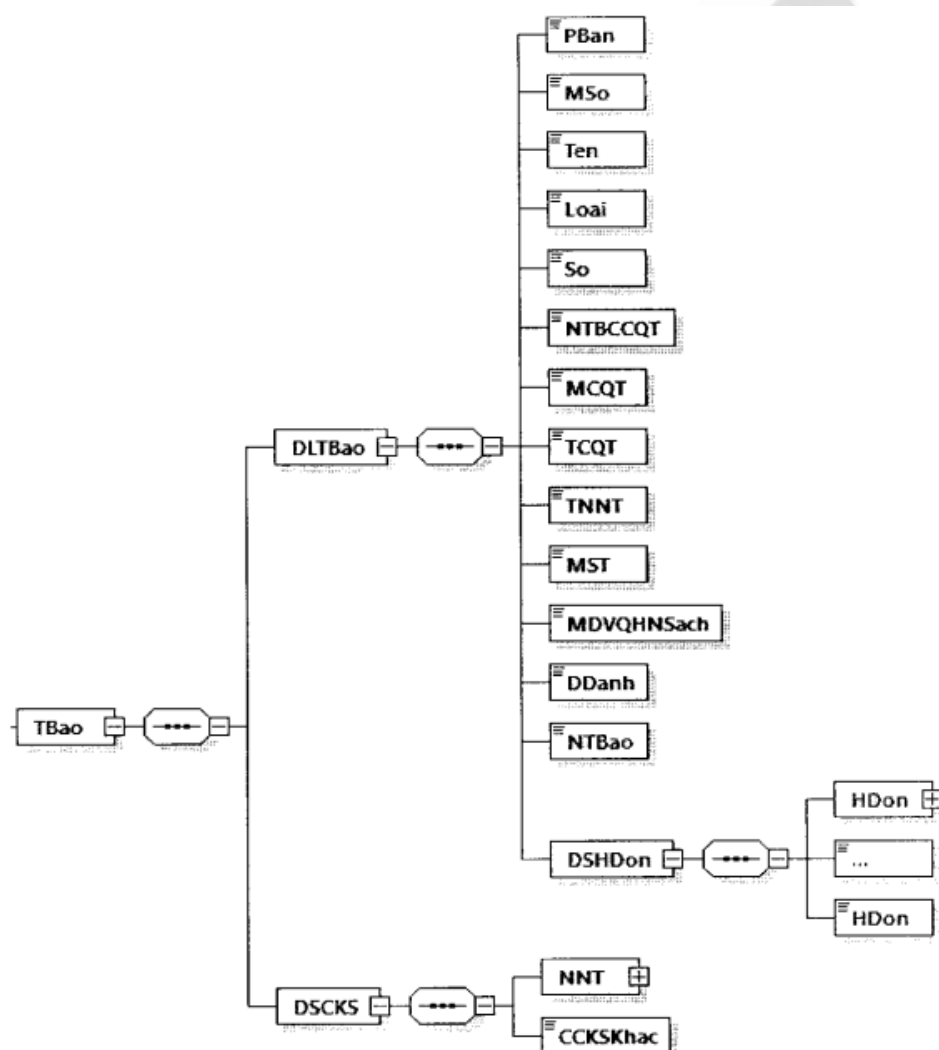 PBan
MSo
Ten
Loai
So
NTBCCQT
MCQT
DLTBao
TCQT
TNNT
MST
MDVQHNSach
DDanh
TBao
NTBao
HDon
DSHDon
...
HDon
NNT
DSCKS
CCKSKhac